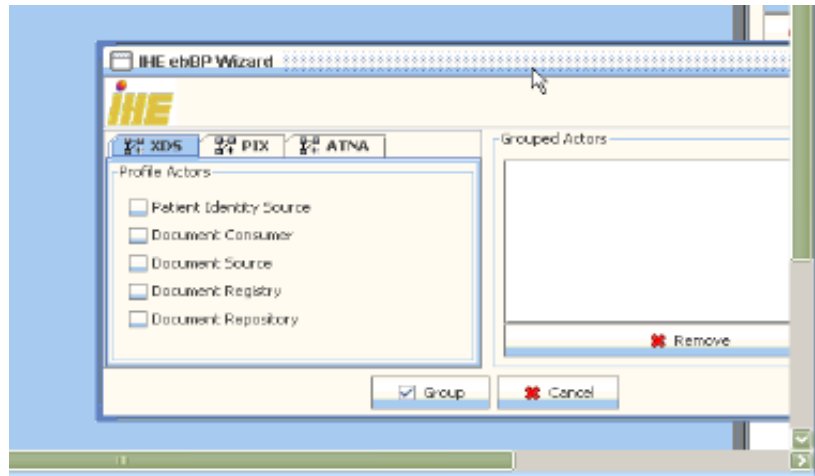 IHE ebBP Wizard
IHE
XDS PIX ATNA
Profile Actors
Patient Identity Source
Document Consumer
Document Source
Document Registry
Document Repository
Grouped Actors
Remove
Group Cancel